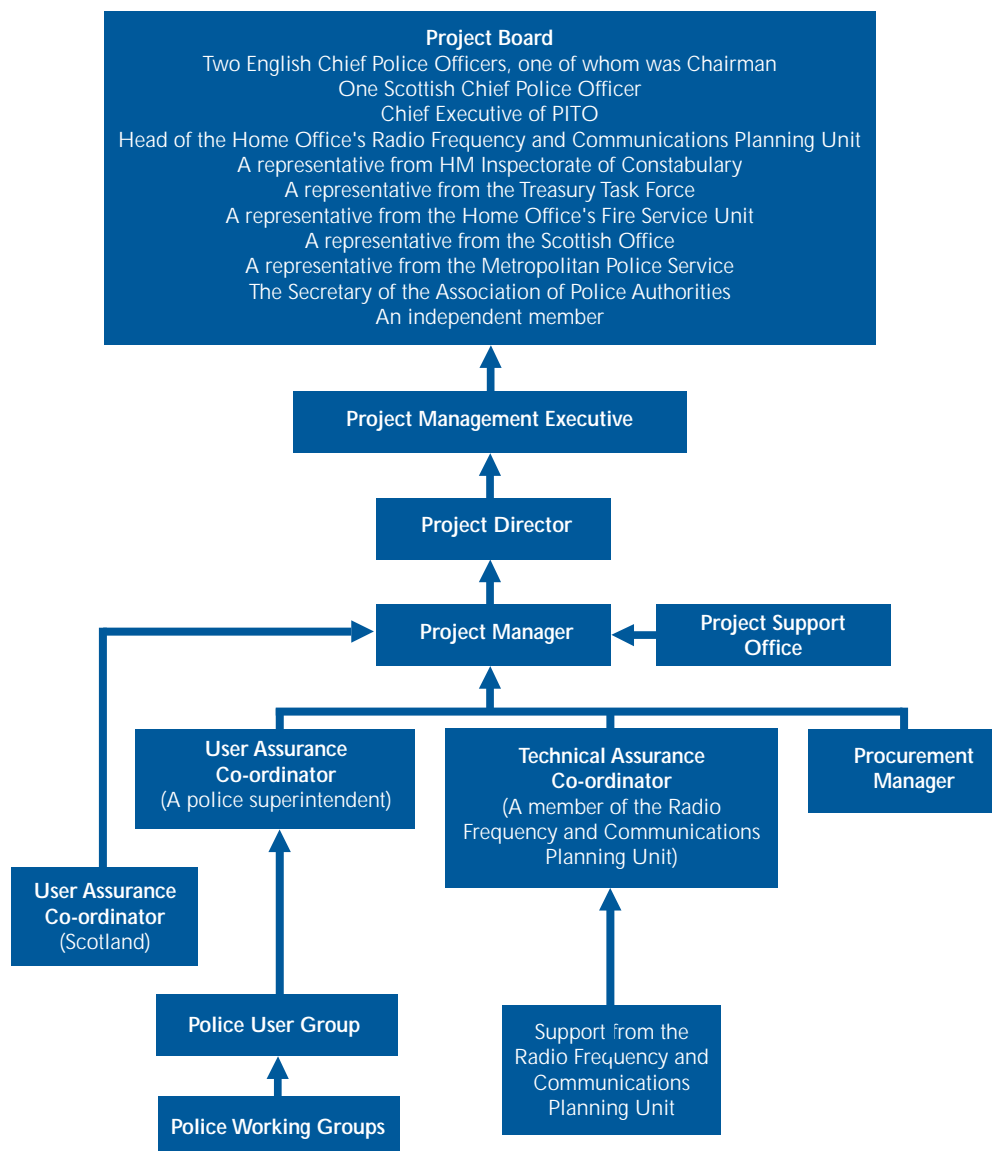 Project Board
Two English Chief Police Officers, one of whom was Chairman
One Scottish Chief Police Officer
Chief Executive of PITO
Head of the Home Office's Radio Frequency and Communications Planning Unit
A representative from HM Inspectorate of Constabulary
A representative from the Treasury Task Force
A representative from the Home Office's Fire Service Unit
A representative from the Scottish Office
A representative from the Metropolitan Police Service
The Secretary of the Association of Police Authorities
An independent member
Project Management Executive
Project Director
Project Manager
Project Support
Office
User Assurance
Co-ordinator
(A police superintendent)
Technical Assurance
Co-ordinator
(A member of the Radio
Frequency and Communications
Planning Unit)
Procurement
Manager
User Assurance
Co-ordinator
(Scotland)
Police User Group
Support from the
Radio Frequency and
Communications
Planning Unit
Police Working Groups